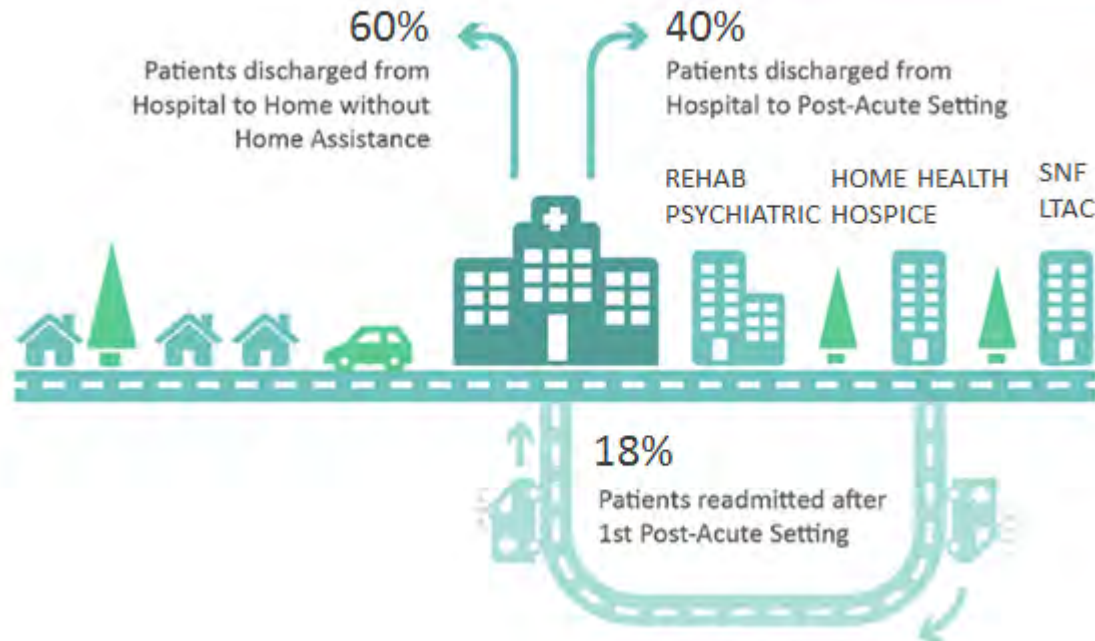 60%
Patients discharged from
Hospital to Home without
Home Assistance
40%
Patients discharged from
Hospital to Post-Acute Setting
REHAB
PSYCHIATRIC
HOME HEALTH
HOSPICE
SNF
LTAC
18%
Patients readmitted after
1st Post-Acute Setting